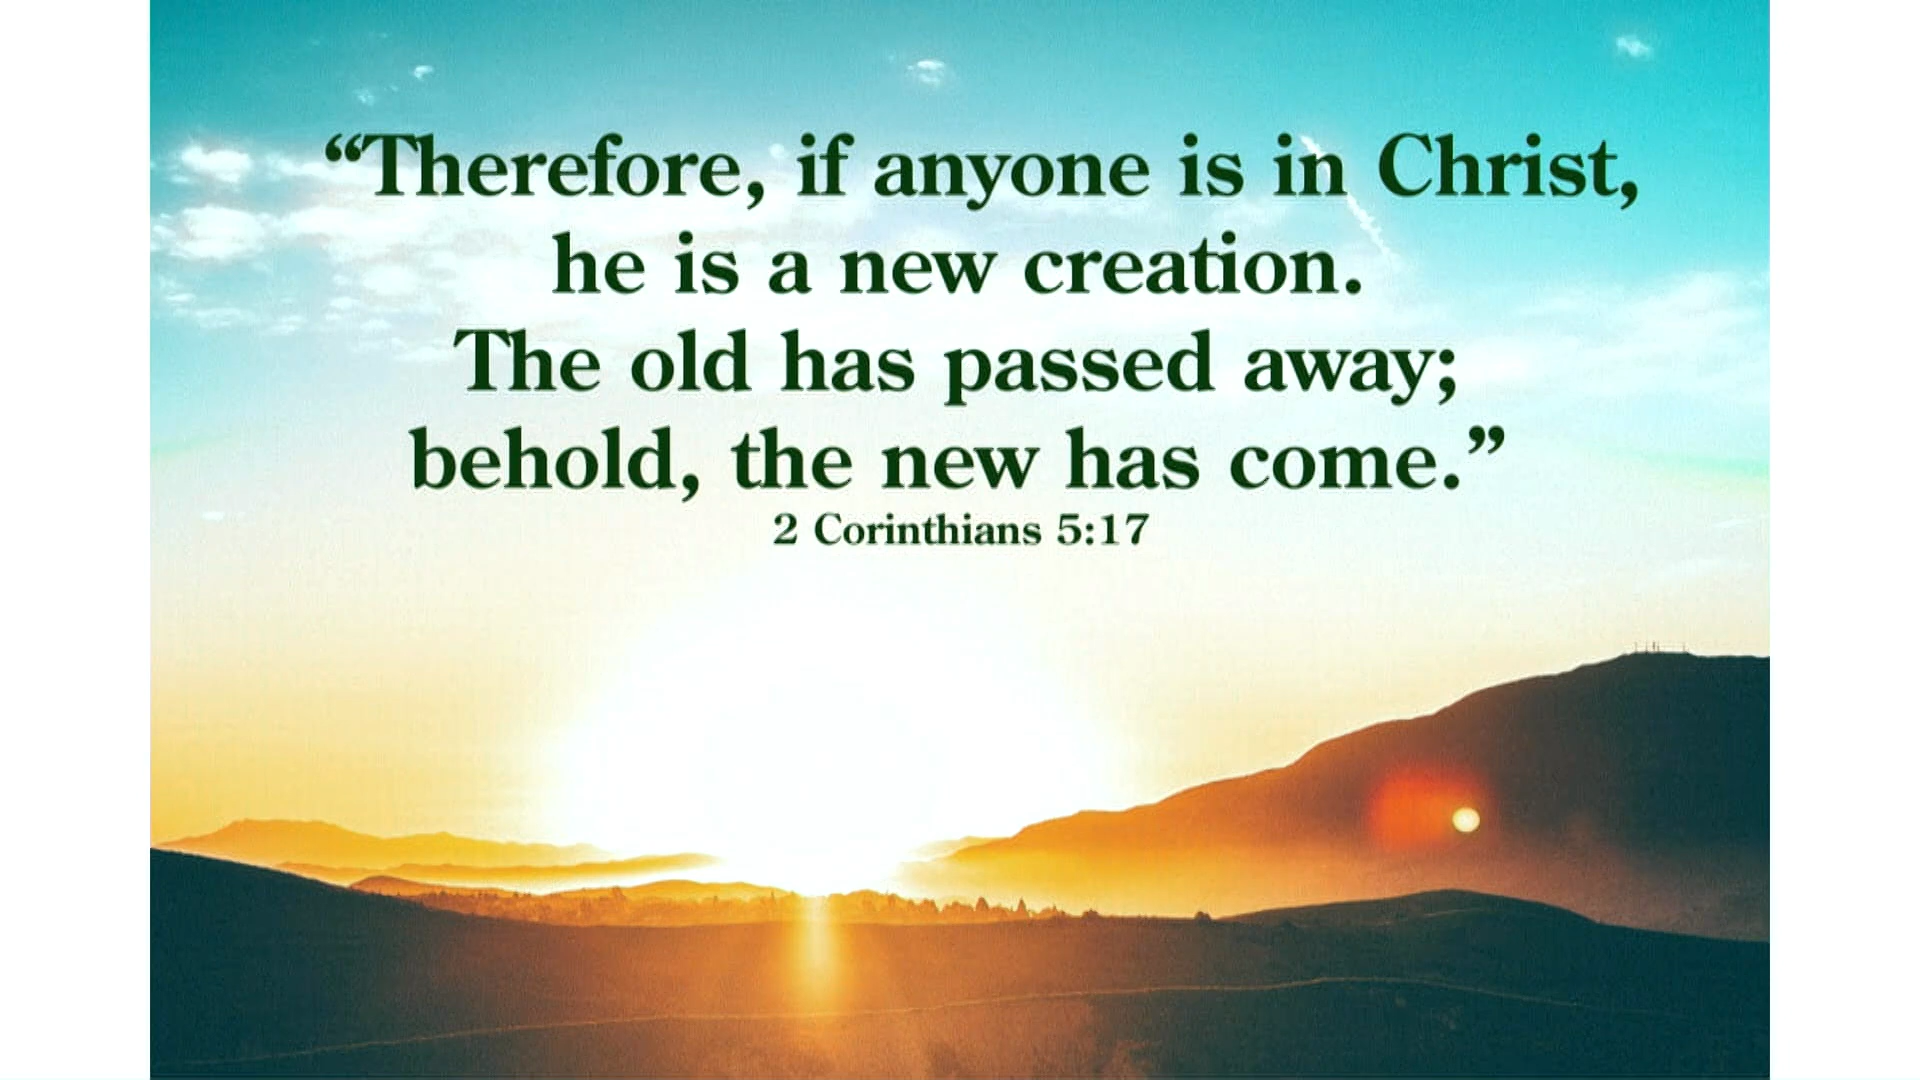 “Therefore, if anyone is in Christ,
he is a new creation.
The old has passed away;
behold, the new has come.”
2 Corinthians 5:17